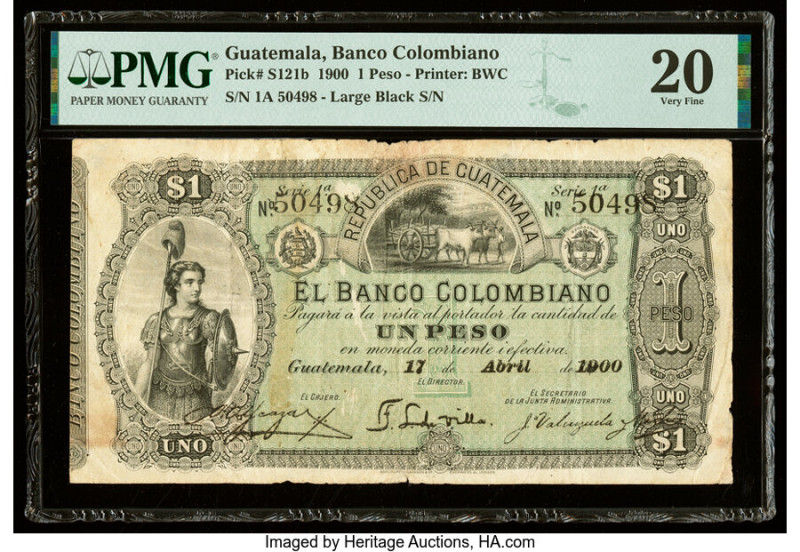 PMG®
PAPER MONEY GUARANTY
Guatemala, Banco Colombiano
Pick# S121b 1900 1 Peso - Printer: BWC
S/N 1A 50498 - Large Black S/N
20
Very Fine
BANCO COLOMBIANO
$1
Serie 1ª
Nº 50498
REPUBLICA DE GUATEMALA
Serie 1ª
Nº 50498
$1
UNO
EL BANCO COLOMBIANO
Pagará á la vista al portador la cantidad de
UN PESO
en moneda corriente i efectiva.
Guatemala, 17 de Abril de 1900
1
PESO
EL CAJERO.
EL DIRECTOR
EL SECRETARIO
DE LA JUNTA ADMINISTRATIVA.
UNO
UNO
$1
Imaged by Heritage Auctions, HA.com